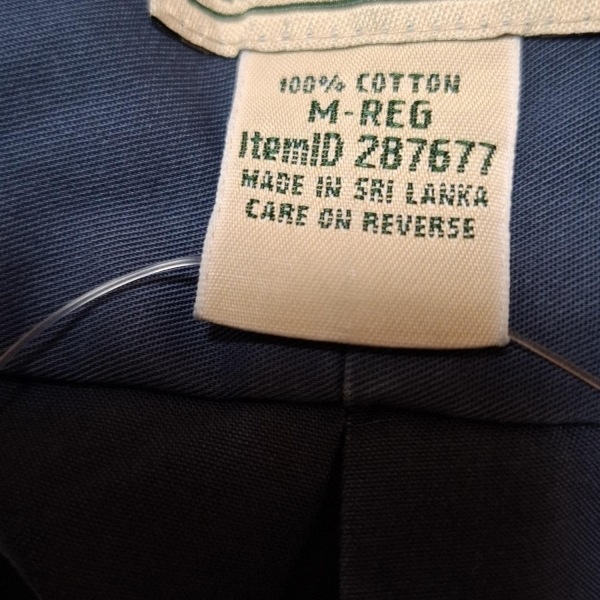 100% COTTON
M-REG
ItemID 287677
MADE IN SRI LANKA
CARE ON REVERSE